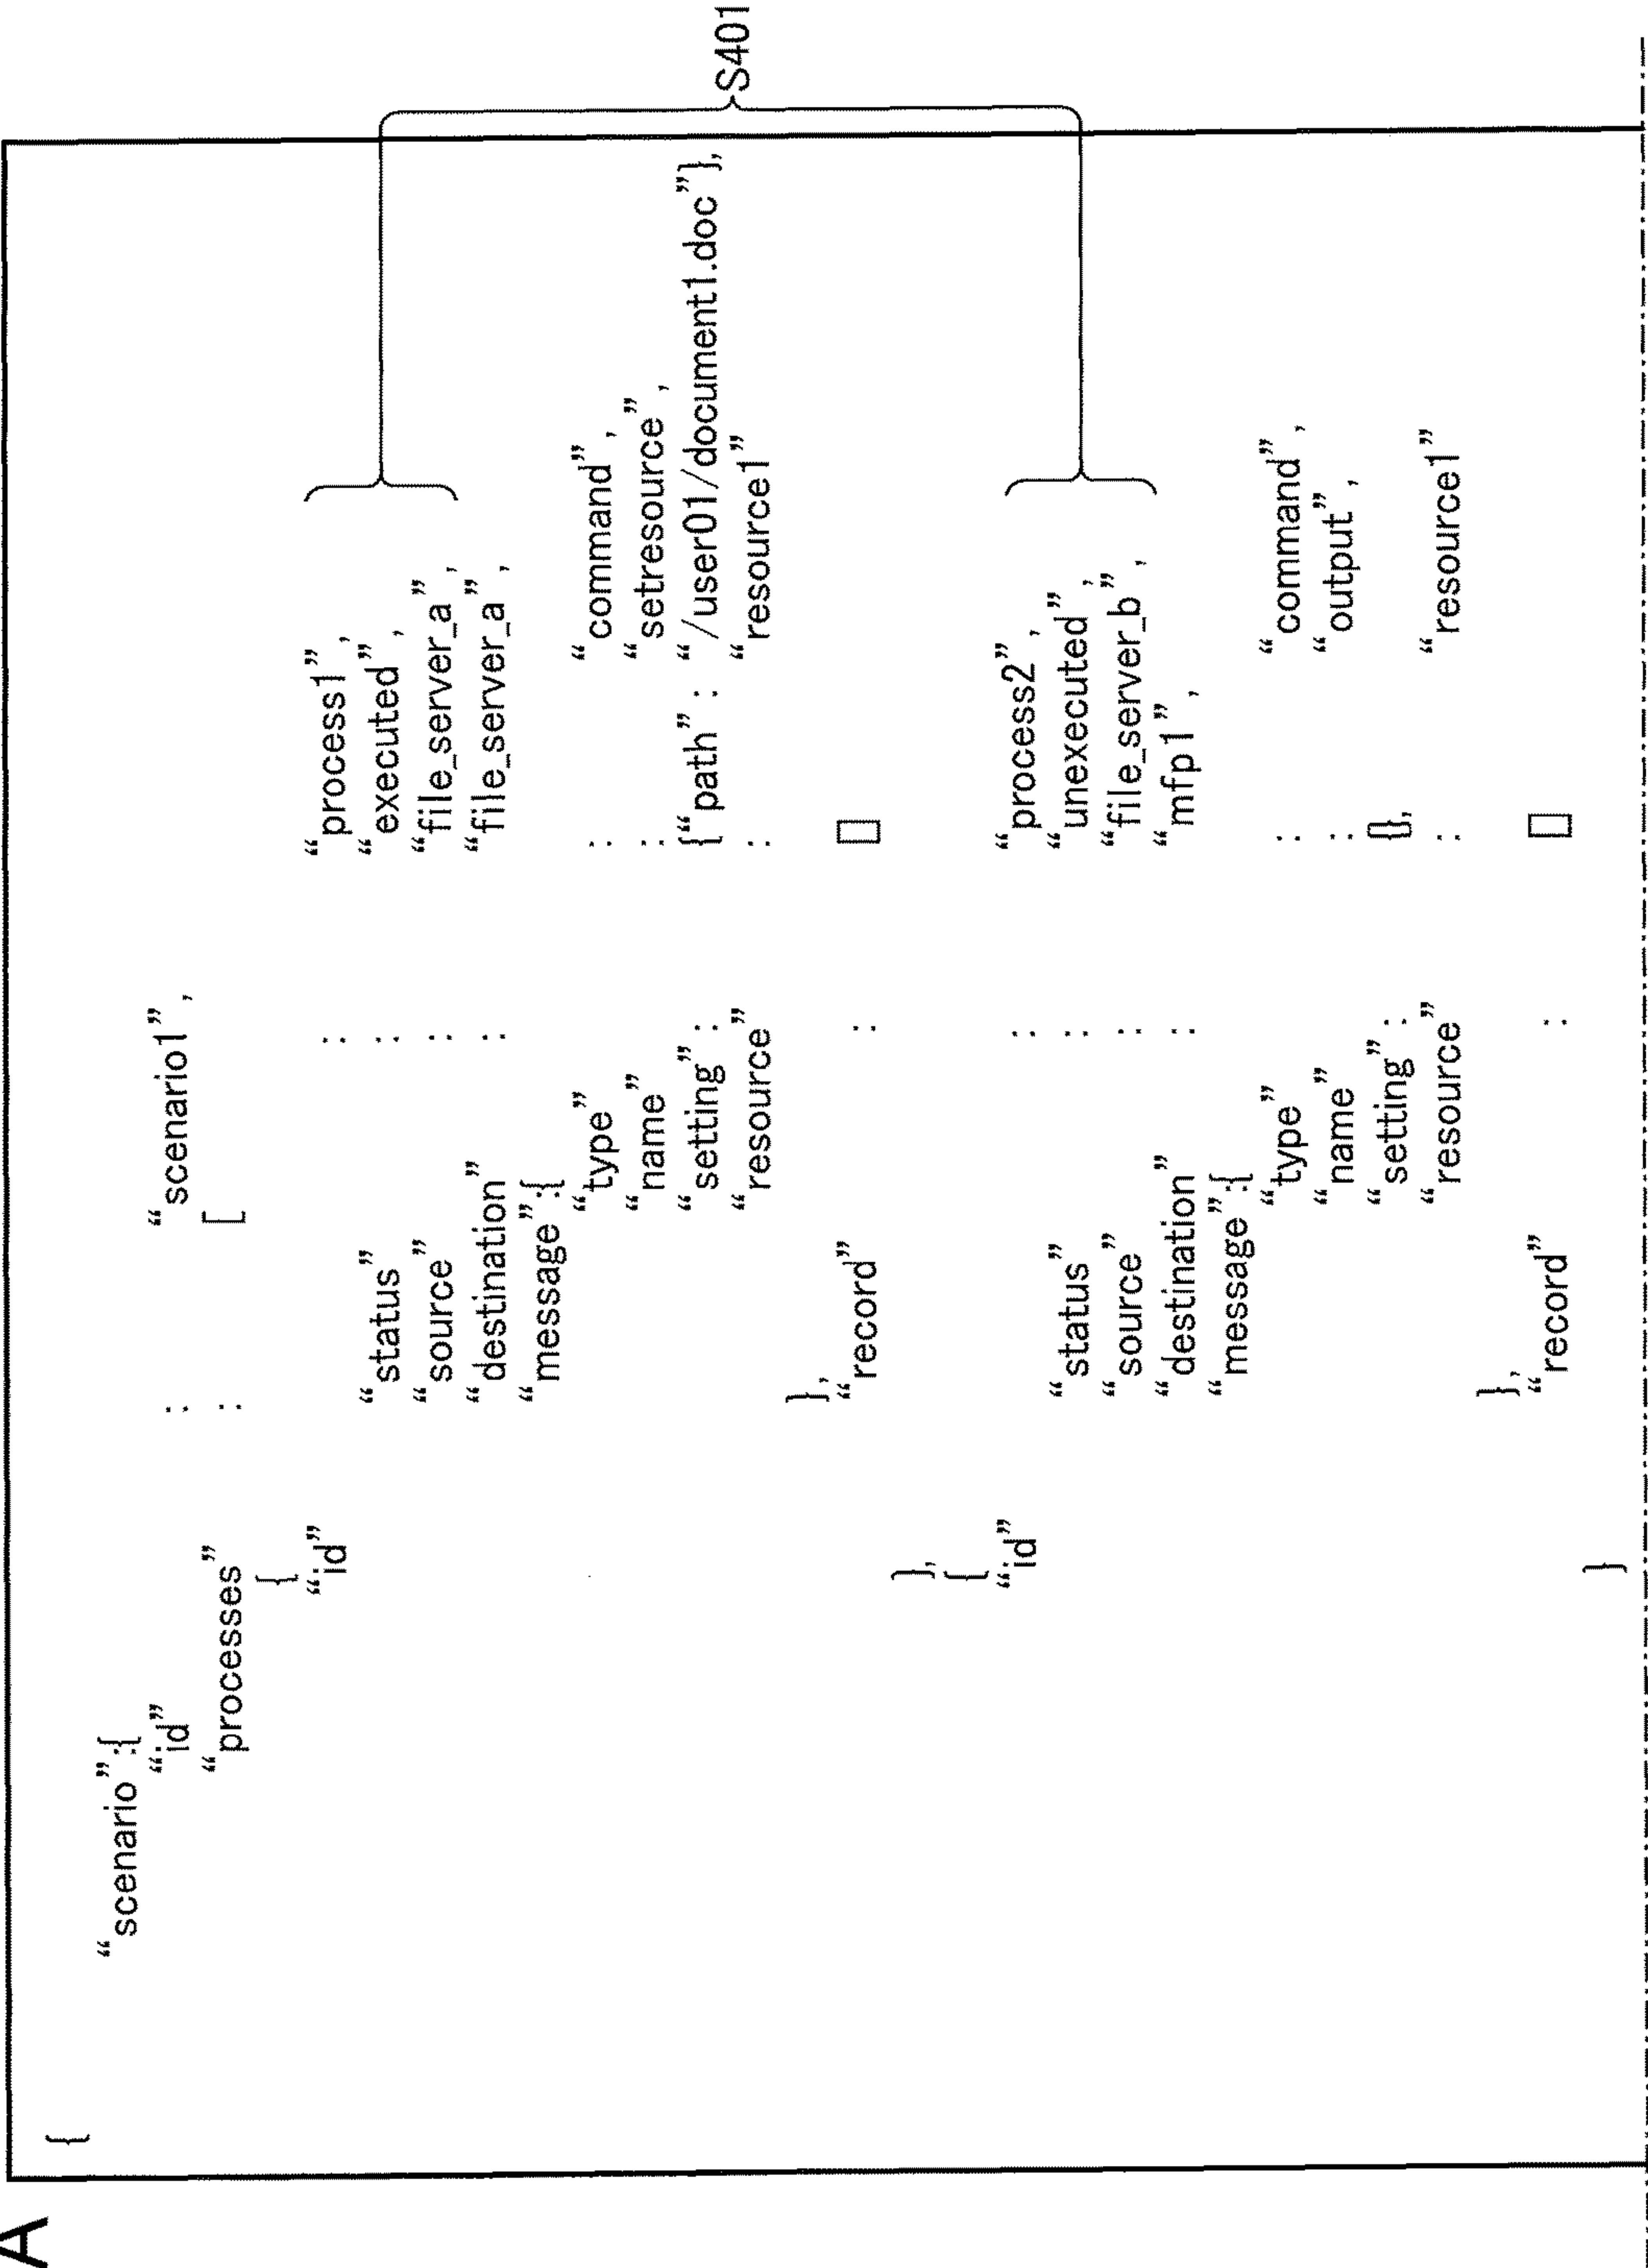 A
{
“scenario”:{
“id” : “scenario1”,
“processes” : [
{
“id” : “process1”,
“status” : “executed”,
“source” : “file_server_a”,
“destination” : “file_server_a”,
“message”:{
“type” : “command”,
“name” : “setresource”,
“setting” : {“path” : “/user01/document1.doc”},
“resource” : “resource1”
},
“record” : []
},
{
“id” : “process2”,
“status” : “unexecuted”,
“source” : “file_server_b”,
“destination” : “mfp1”,
“message”:{
“type” : “command”,
“name” : “output”,
“setting” : {},
“resource” : “resource1”
},
“record” : []
}
S401